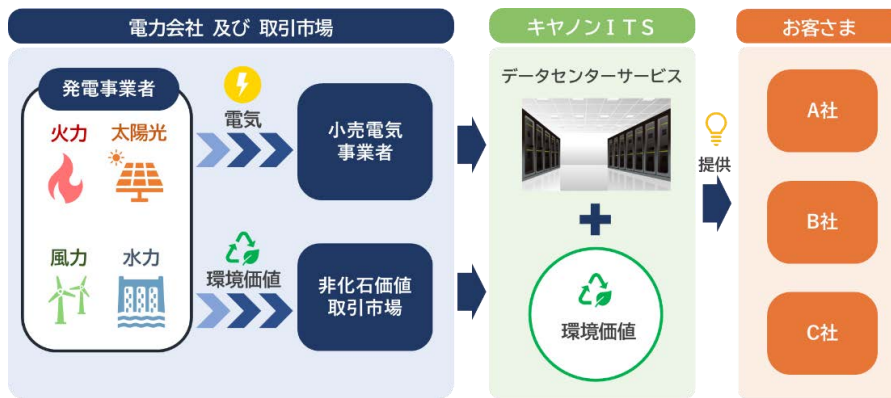 電力会社 及び 取引市場
発電事業者
火力
太陽光
風力
水力
電気
環境価値
小売電気
事業者
非化石価値
取引市場
キヤノンＩＴＳ
データセンターサービス
環境価値
提供
お客さま
A社
B社
C社